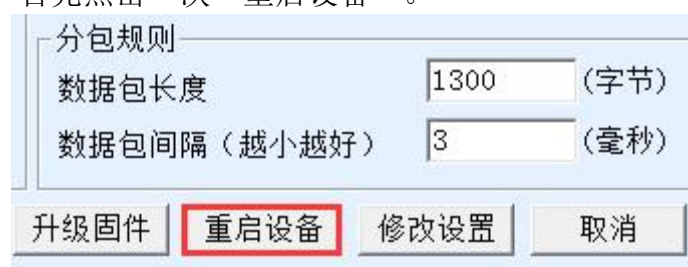 分包规则
数据包长度 1300 (字节)
数据包间隔（越小越好） 3 (毫秒)
升级固件 重启设备 修改设置 取消